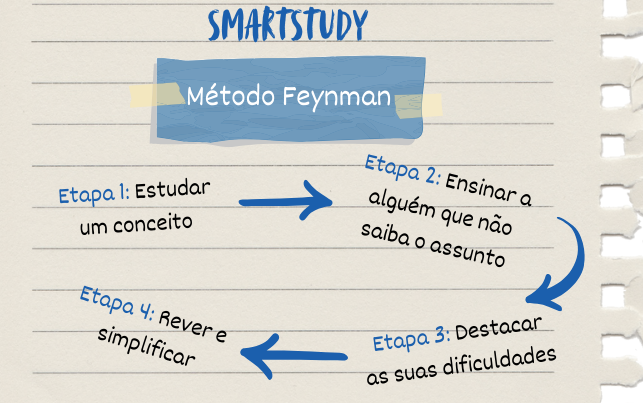 SMARTSTUDY
Método Feynman
Etapa 1: Estudar
um conceito
Etapa 2: Ensinar a
alguém que não
saiba o assunto
Etapa 3: Destacar
as suas dificuldades
Etapa 4: Rever e
simplificar